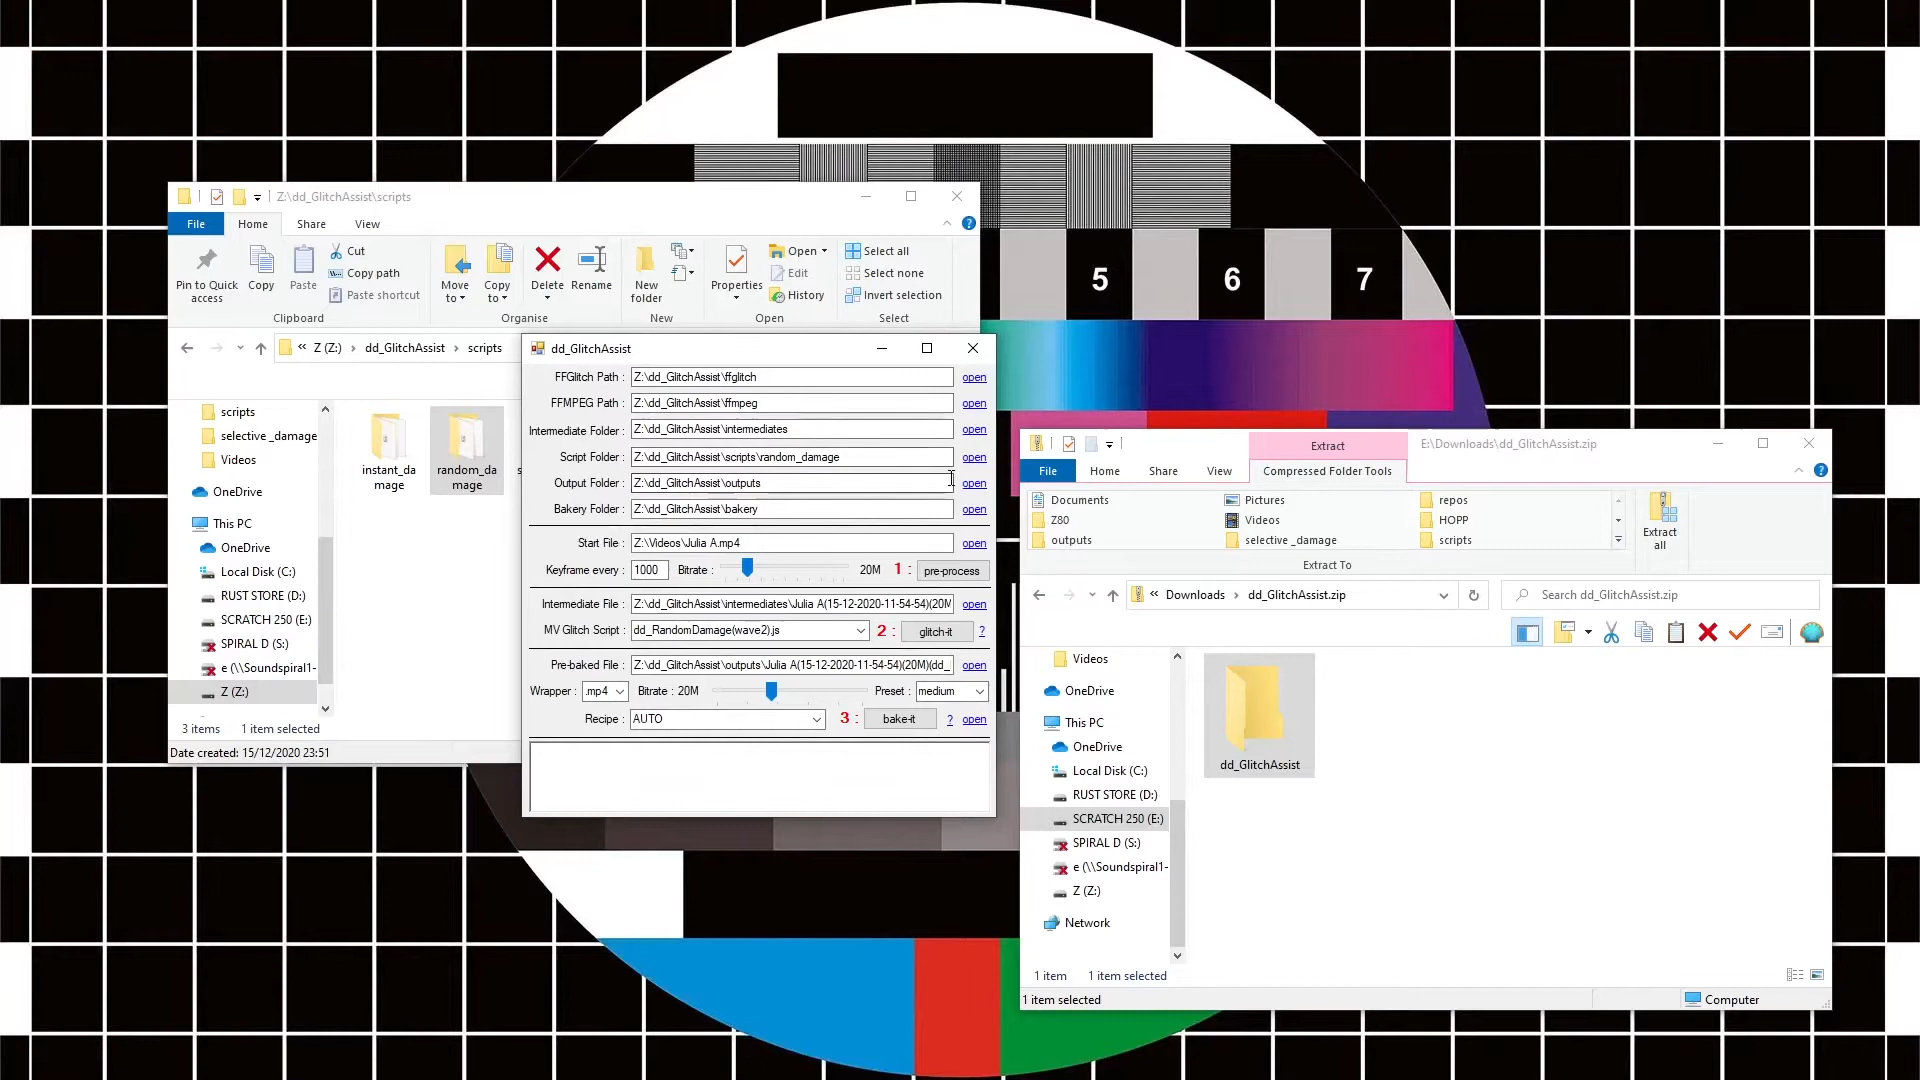 5 6 7
Z:\dd_GlitchAssist\scripts
File Home Share View
Pin to Quick access
Copy
Paste
Cut
Copy path
Paste shortcut
Clipboard
Move to
Copy to
Delete
Rename
Organise
New folder
New
Properties
Open
Edit
History
Open
Select all
Select none
Invert selection
Select
« Z (Z:) › dd_GlitchAssist › scripts
scripts
selective _damage
Videos
OneDrive
This PC
OneDrive
Local Disk (C:)
RUST STORE (D:)
SCRATCH 250 (E:)
SPIRAL D (S:)
e (\\Soundspiral1-
Z (Z:)
instant_da
mage
random_da
mage
3 items 1 item selected
Date created: 15/12/2020 23:51
dd_GlitchAssist
FFGlitch Path : Z:\dd_GlitchAssist\ffglitch open
FFMPEG Path : Z:\dd_GlitchAssist\ffmpeg open
Intermediate Folder : Z:\dd_GlitchAssist\intermediates open
Script Folder : Z:\dd_GlitchAssist\scripts\random_damage open
Output Folder : Z:\dd_GlitchAssist\outputs open
Bakery Folder : Z:\dd_GlitchAssist\bakery open
Start File : Z:\Videos\Julia A.mp4 open
Keyframe every : 1000 Bitrate : 20M 1 : pre-process
Intermediate File : Z:\dd_GlitchAssist\intermediates\Julia A(15-12-2020-11-54-54)(20M open
MV Glitch Script : dd_RandomDamage(wave2).js 2 : glitch-it ?
Pre-baked File : Z:\dd_GlitchAssist\outputs\Julia A(15-12-2020-11-54-54)(20M)(dd_ open
Wrapper : .mp4 Bitrate : 20M Preset : medium
Recipe : AUTO 3 : bake-it ? open
Extract E:\Downloads\dd_GlitchAssist.zip
File Home Share View Compressed Folder Tools
Documents Pictures repos
Z80 Videos HOPP
outputs selective _damage scripts
Extract To
Extract all
« Downloads › dd_GlitchAssist.zip
Search dd_GlitchAssist.zip
Videos
OneDrive
This PC
OneDrive
Local Disk (C:)
RUST STORE (D:)
SCRATCH 250 (E:)
SPIRAL D (S:)
e (\\Soundspiral1-
Z (Z:)
Network
dd_GlitchAssist
1 item 1 item selected
1 item selected Computer